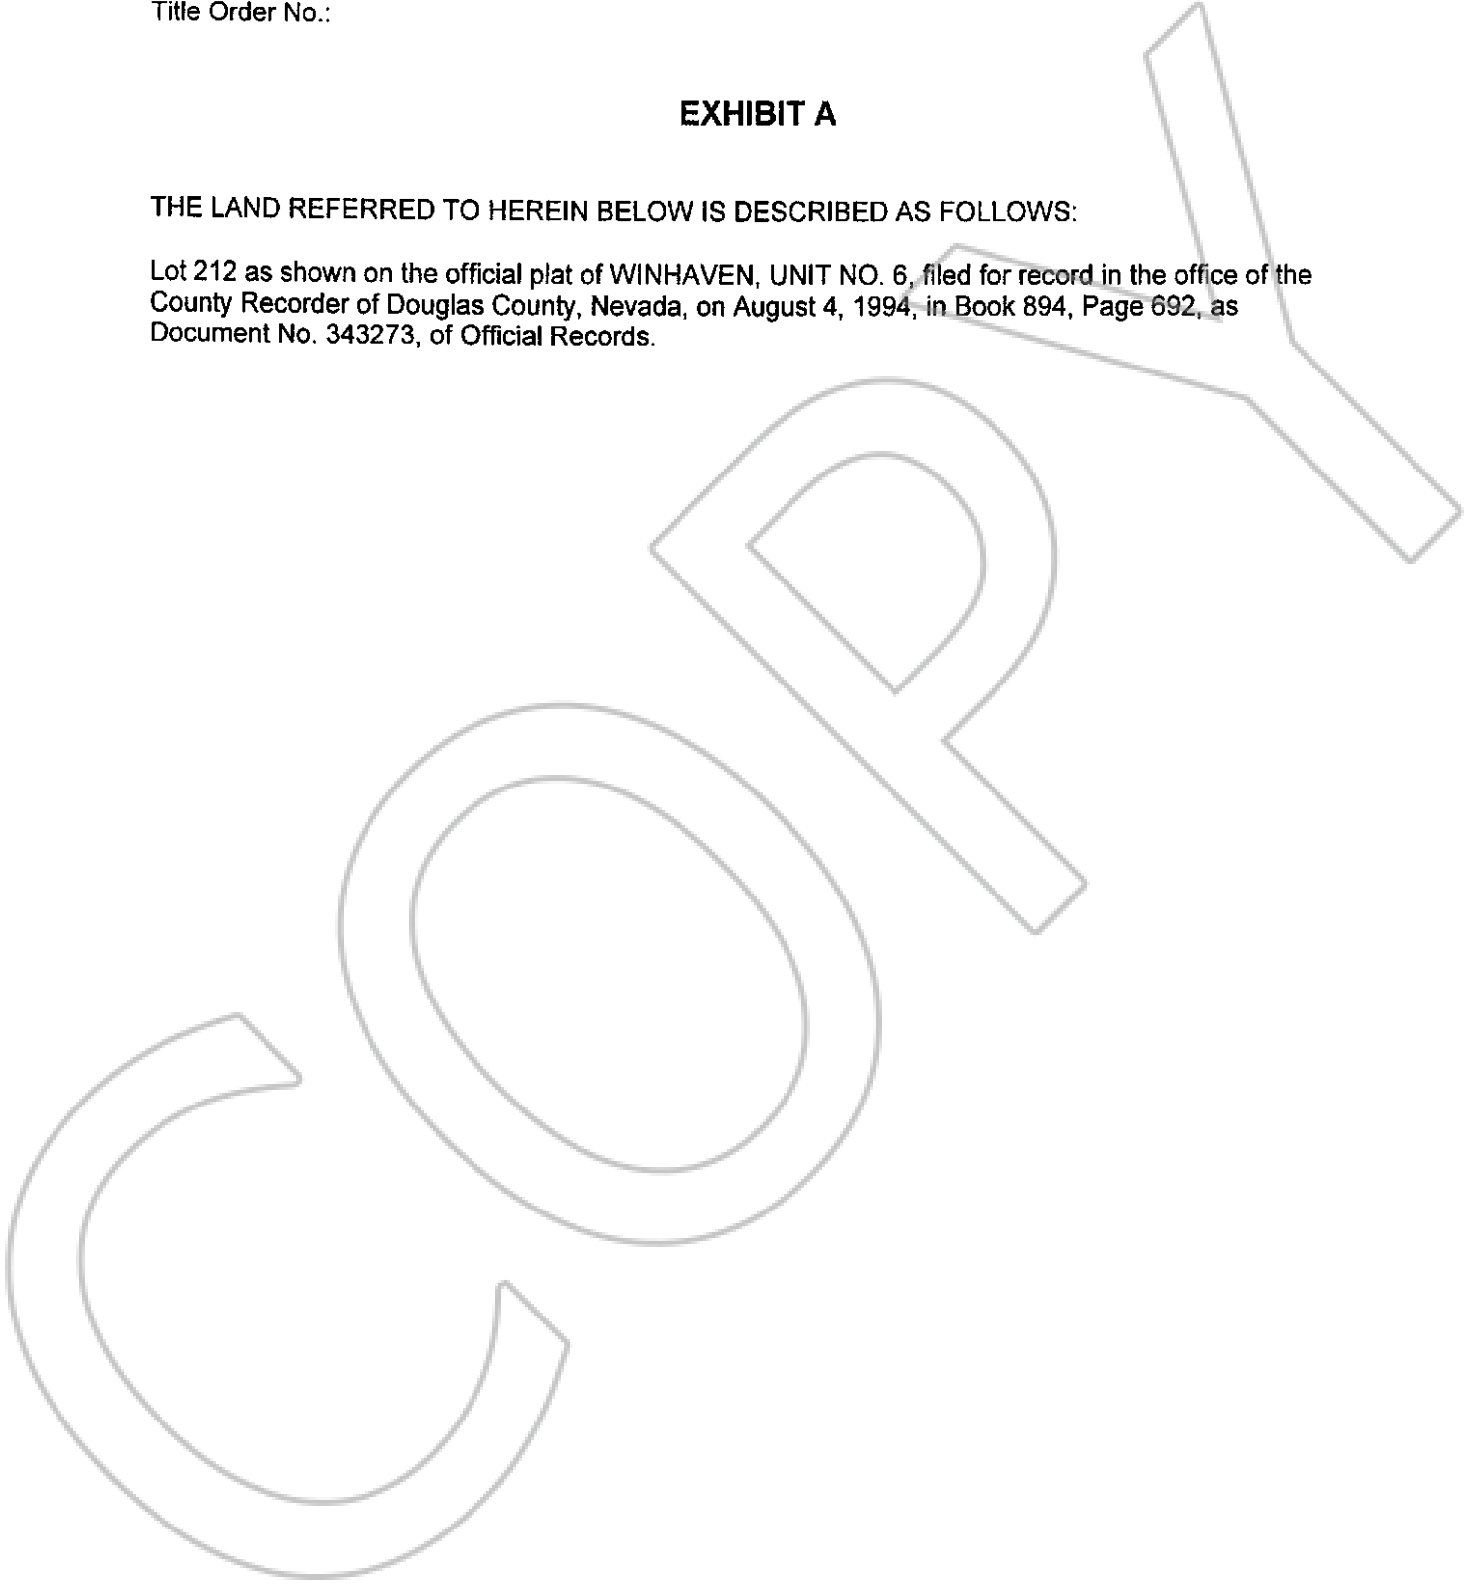 Title Order No.:
EXHIBIT A
THE LAND REFERRED TO HEREIN BELOW IS DESCRIBED AS FOLLOWS:
Lot 212 as shown on the official plat of WINHAVEN, UNIT NO. 6, filed for record in the office of the
County Recorder of Douglas County, Nevada, on August 4, 1994, in Book 894, Page 692, as
Document No. 343273, of Official Records.
COPY